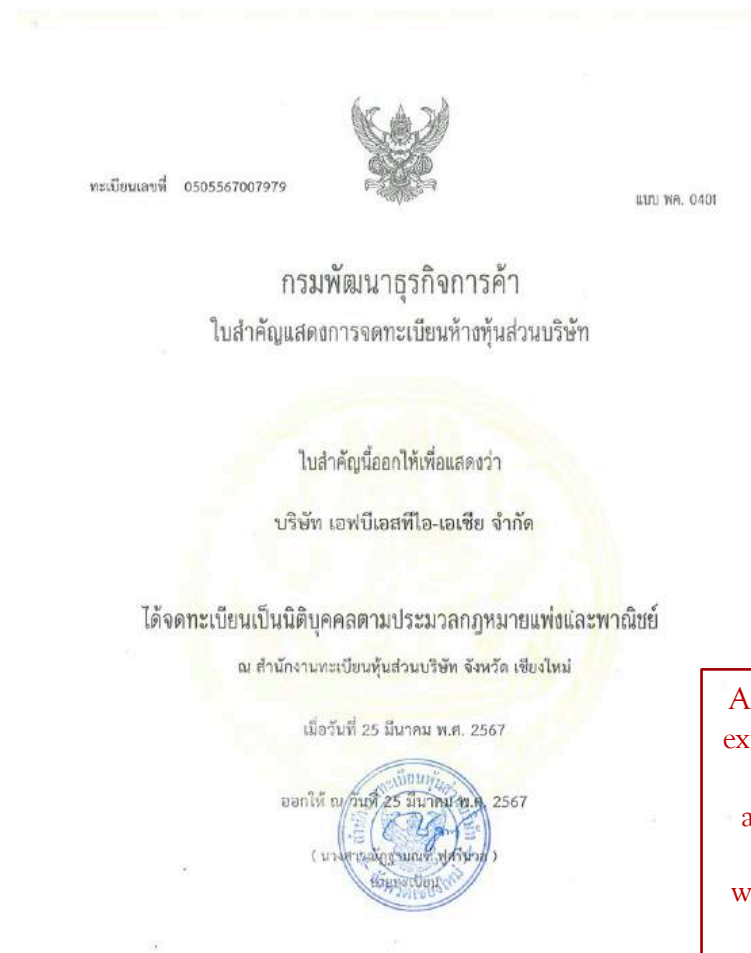 ทะเบียนเลขที่ 0505567007979
แบบ พค. 0401
กรมพัฒนาธุรกิจการค้า
ใบสำคัญแสดงการจดทะเบียนห้างหุ้นส่วนบริษัท
ใบสำคัญนี้ออกให้เพื่อแสดงว่า
บริษัท เอฟบีเอสทีไอ-เอเชีย จำกัด
ได้จดทะเบียนเป็นนิติบุคคลตามประมวลกฎหมายแพ่งและพาณิชย์
ณ สำนักงานทะเบียนหุ้นส่วนบริษัท จังหวัด เชียงใหม่
เมื่อวันที่ 25 มีนาคม พ.ศ. 2567
ออกให้ ณ วันที่ 25 มีนาคม พ.ศ. 2567
นายทะเบียน
A
ex
a
w